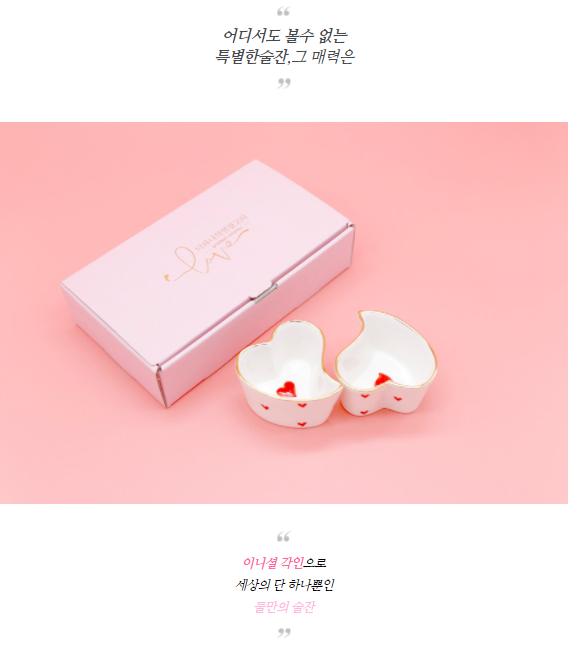 어디서도 볼수 없는
특별한술잔,그 매력은
love
이니셜 각인으로
세상의 단 하나뿐인
둘만의 술잔